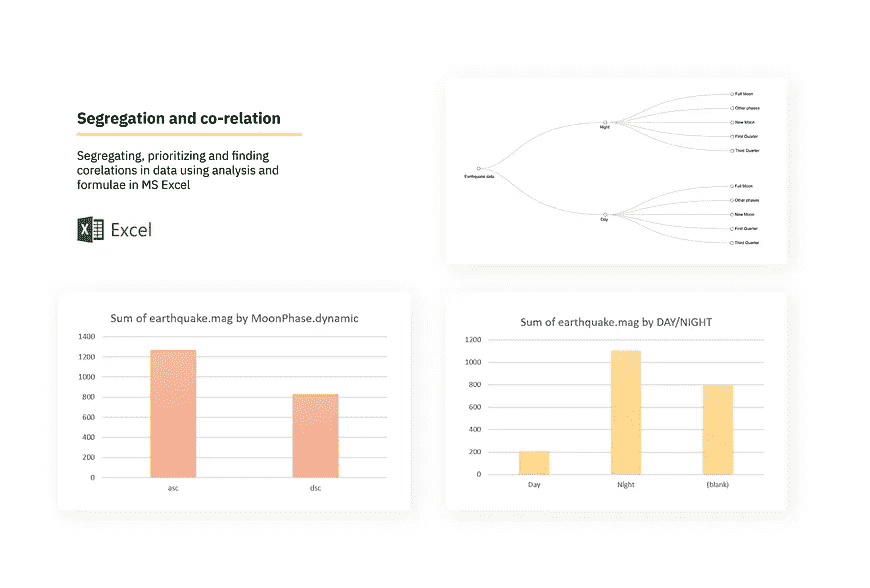 Segregation and co-relation
Segregating, prioritizing and finding
corelations in data using analysis and
formulae in MS Excel
X
Excel
Earthquake data
Night
Full Moon
Other phases
New Moon
First Quarter
Third Quarter
Day
Full Moon
Other phases
New Moon
First Quarter
Third Quarter
Sum of earthquake.mag by MoonPhase.dynamic
1400
1200
1000
800
600
400
200
0
asc
dsc
Sum of earthquake.mag by DAY/NIGHT
1200
1000
800
600
400
200
0
Day
Night
(blank)